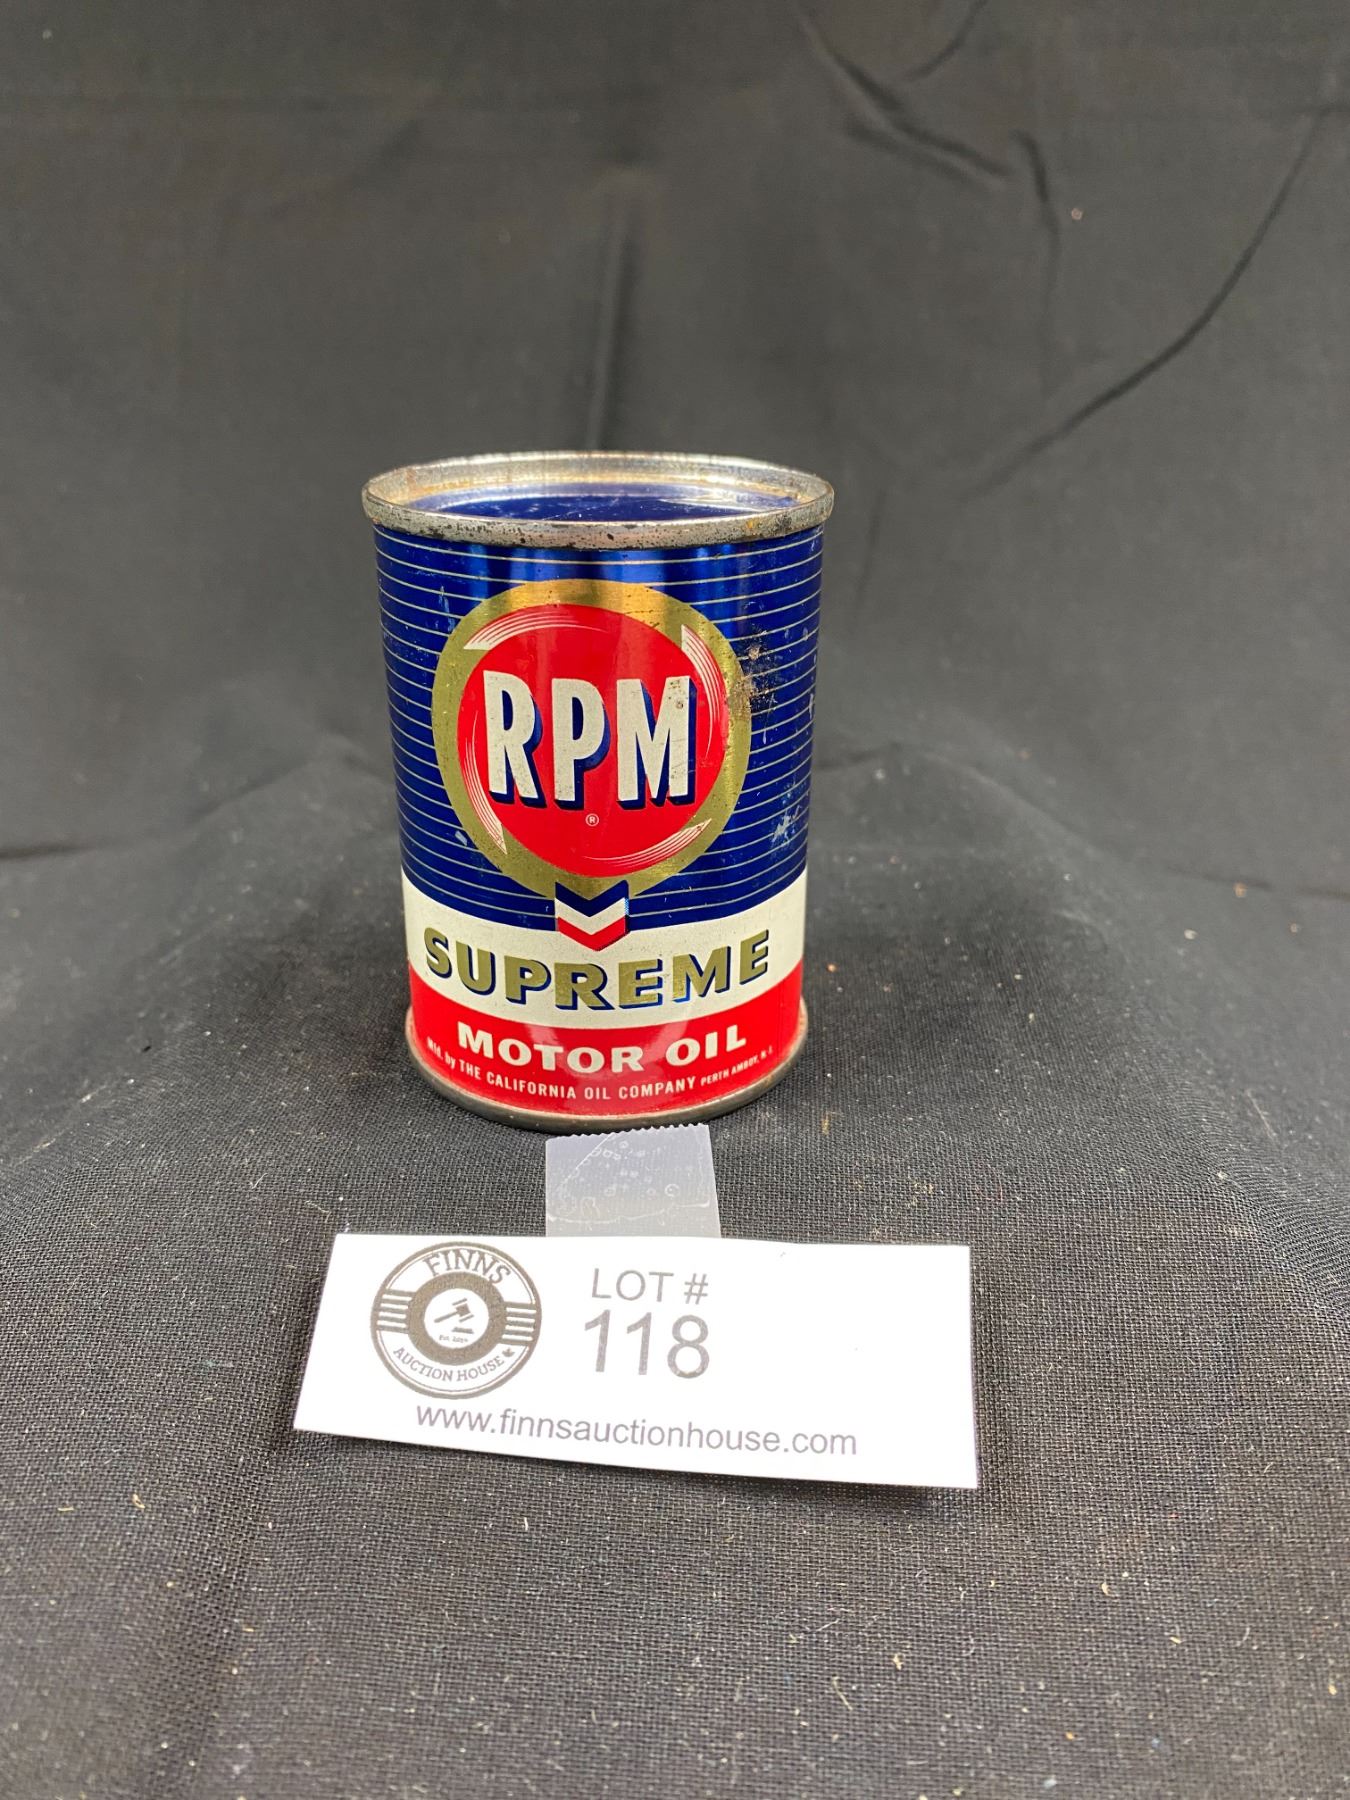 RPM
®
SUPREME
MOTOR OIL
Mfd. by THE CALIFORNIA OIL COMPANY PERTH AMBOY, N.J.
FINNS
AUCTION HOUSE
LOT #
118
www.finnsauctionhouse.com